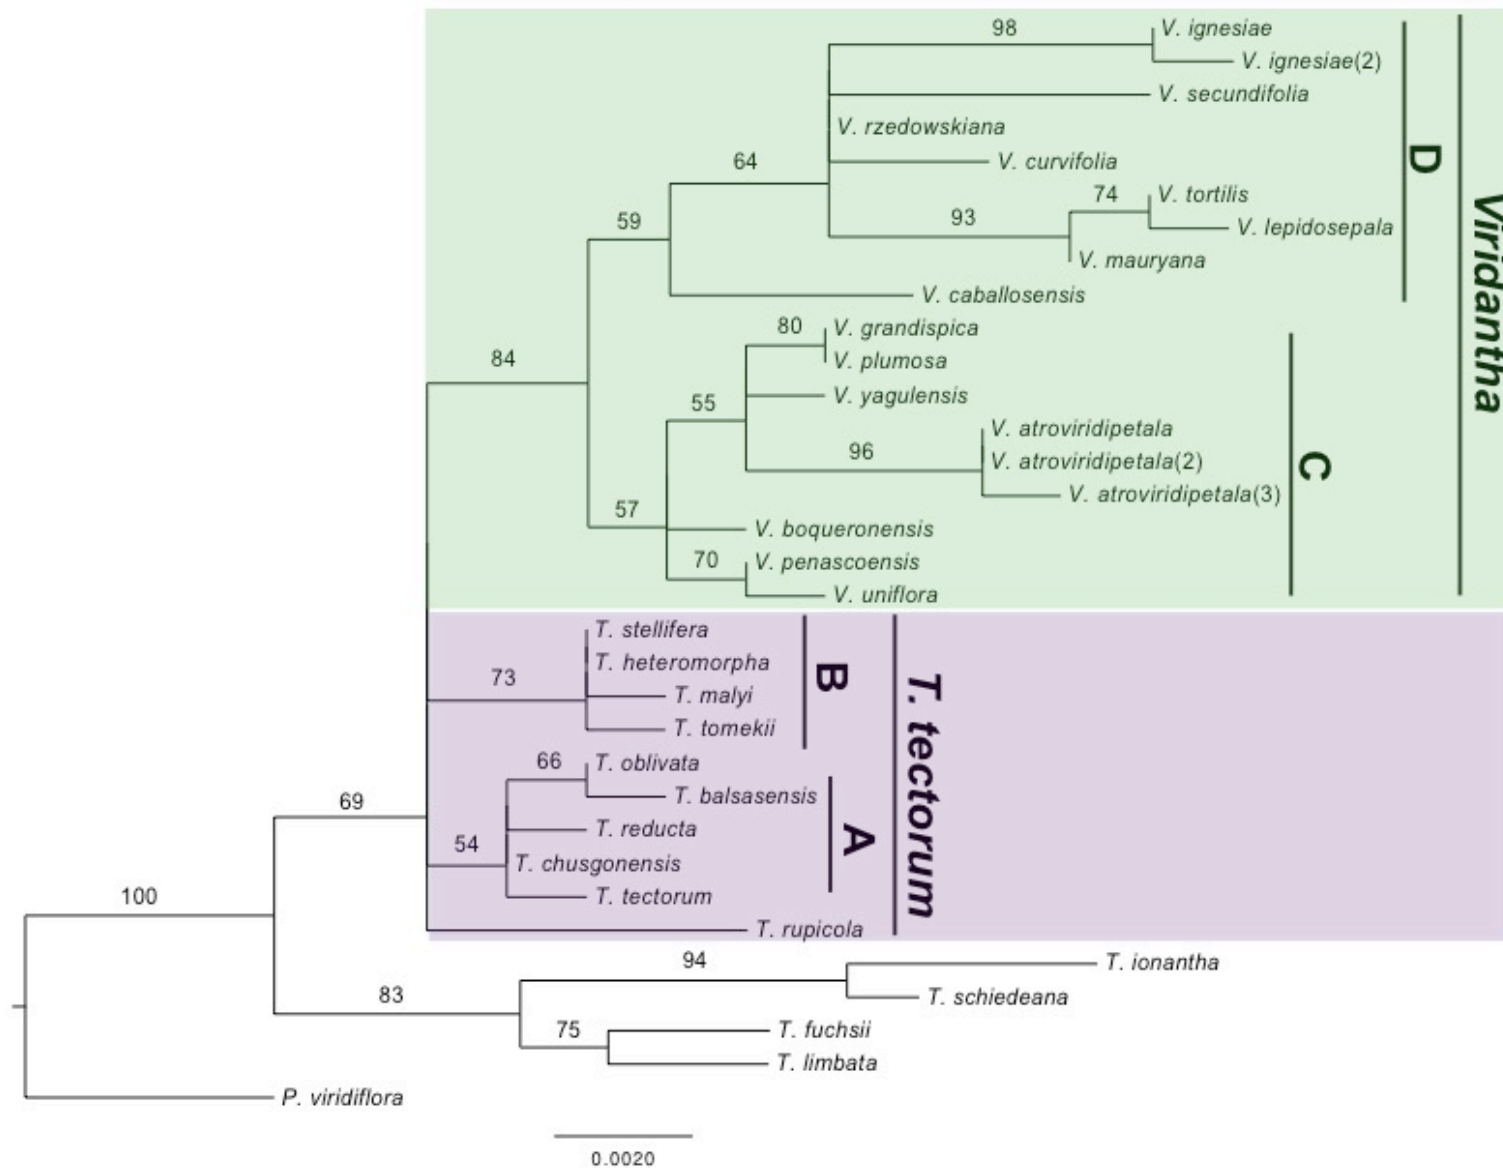 98
V. ignesiae
V. ignesiae(2)
V. secundifolia
V. rzedowskiana
V. curvifolia
64
74
V. tortilis
93
V. lepidosepala
V. mauryana
59
V. caballosensis
D
Viridantha
80
V. grandispica
V. plumosa
84
V. yagulensis
55
V. atroviridipetala
96
V. atroviridipetala(2)
V. atroviridipetala(3)
C
57
V. boqueronensis
70
V. penascoensis
V. uniflora
T. stellifera
T. heteromorpha
73
T. malyi
T. tomekii
B
66
T. oblivata
T. balsasensis
69
T. reducta
54
T. chusgonensis
T. tectorum
A
T. tectorum
T. rupicola
100
94
T. ionantha
83
T. schiedeana
75
T. fuchsii
T. limbata
P. viridiflora
0.0020